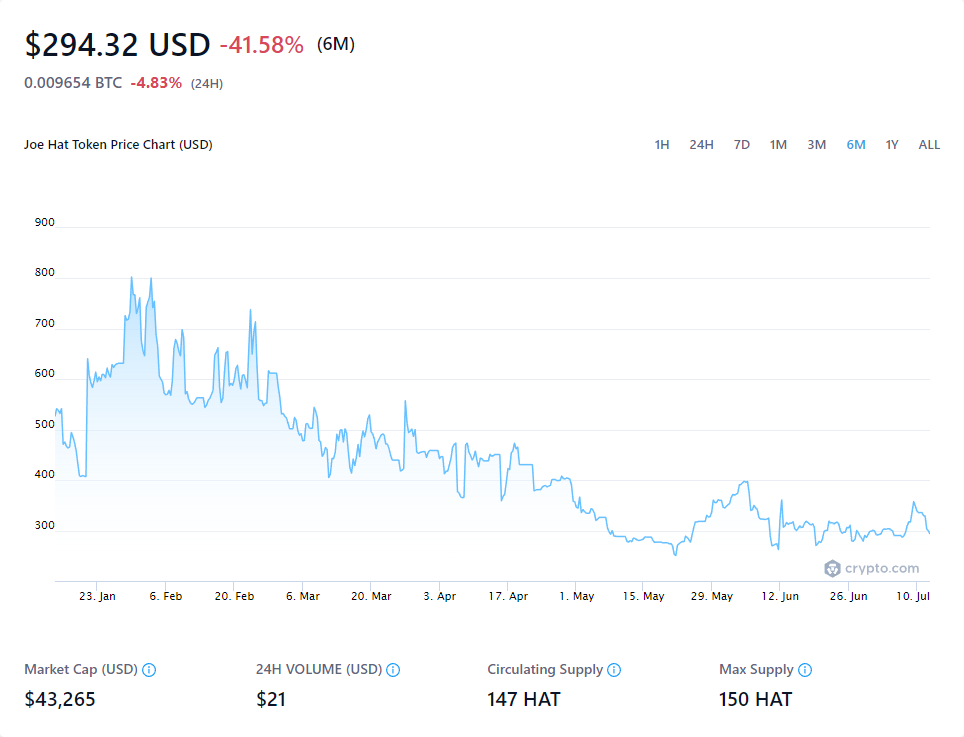 $294.32 USD -41.58% (6M)
0.009654 BTC -4.83% (24H)
Joe Hat Token Price Chart (USD)
1H 24H 7D 1M 3M 6M 1Y ALL
900
800
700
600
500
400
300
crypto.com
23. Jan 6. Feb 20. Feb 6. Mar 20. Mar 3. Apr 17. Apr 1. May 15. May 29. May 12. Jun 26. Jun 10. Jul
Market Cap (USD) 24H VOLUME (USD) Circulating Supply Max Supply
$43,265 $21 147 HAT 150 HAT